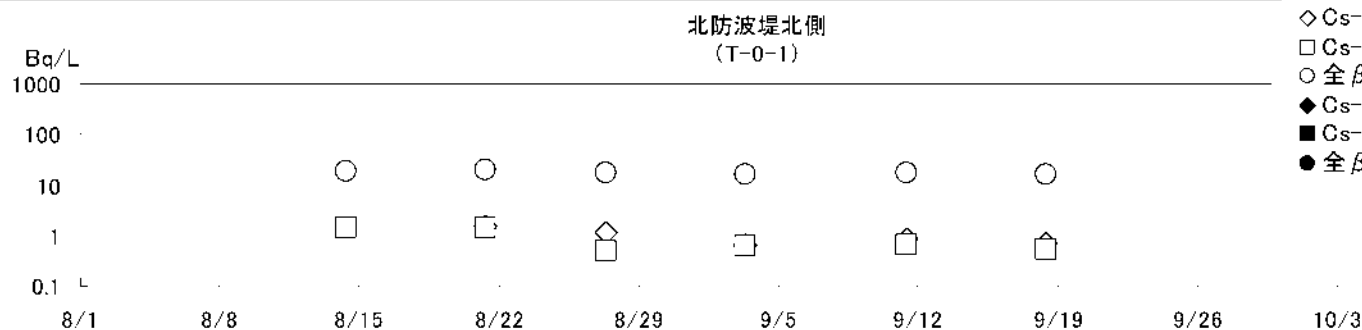 北防波堤北側
(T-0-1)
Bq/L
1000
100
10
1
0.1
8/1 8/8 8/15 8/22 8/29 9/5 9/12 9/19 9/26 10/3
◇ Cs-
□ Cs-
○ 全β
◆ Cs-
■ Cs-
● 全β